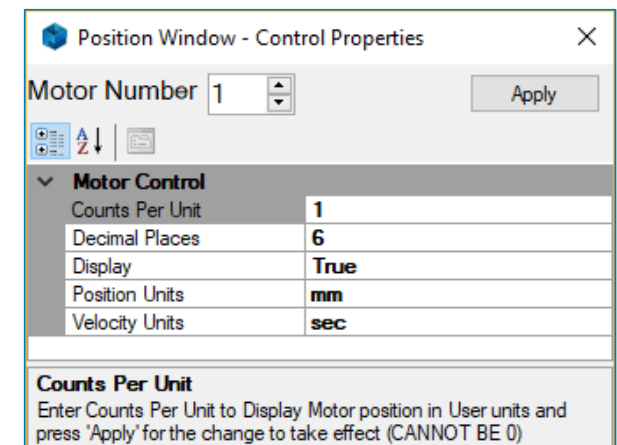 Position Window - Control Properties
Motor Number 1 Apply
A
Z
Motor Control
Counts Per Unit 1
Decimal Places 6
Display True
Position Units mm
Velocity Units sec
Counts Per Unit
Enter Counts Per Unit to Display Motor position in User units and
press 'Apply' for the change to take effect (CANNOT BE 0)